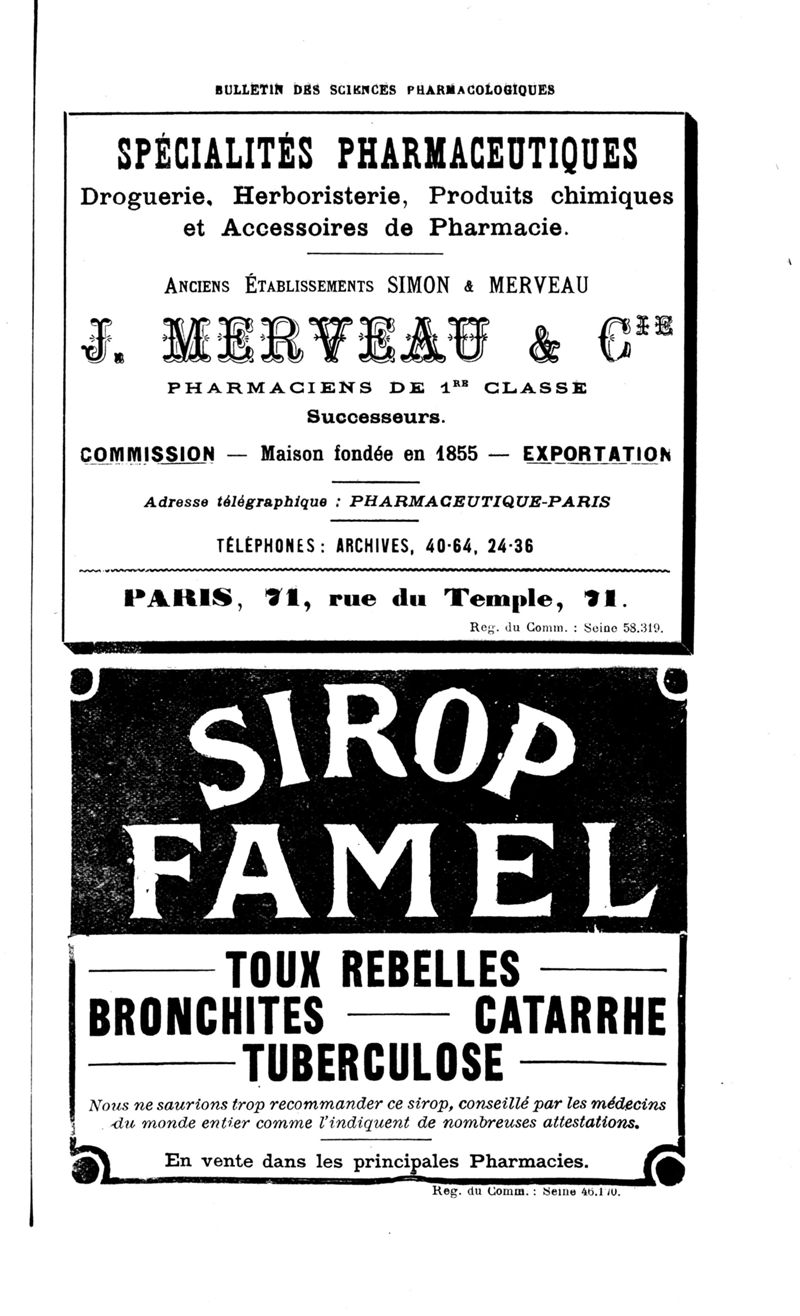 BULLETIN DES SCIENCES PHARMACOLOGIQUES
SPÉCIALITÉS PHARMACEUTIQUES
Droguerie, Herboristerie, Produits chimiques
et Accessoires de Pharmacie.
ANCIENS ÉTABLISSEMENTS SIMON & MERVEAU
J. MERVEAU & CIE
PHARMACIENS DE 1RE CLASSE
Successeurs.
COMMISSION — Maison fondée en 1855 — EXPORTATION
Adresse télégraphique : PHARMACEUTIQUE-PARIS
TÉLÉPHONES : ARCHIVES, 40-64, 24-36
PARIS, 71, rue du Temple, 71.
Reg. du Comm. : Seine 58.319.
SIROP
FAMEL
TOUX REBELLES
BRONCHITES — CATARRHE
TUBERCULOSE
Nous ne saurions trop recommander ce sirop, conseillé par les médecins
du monde entier comme l'indiquent de nombreuses attestations.
En vente dans les principales Pharmacies.
Reg. du Comm. : Seine